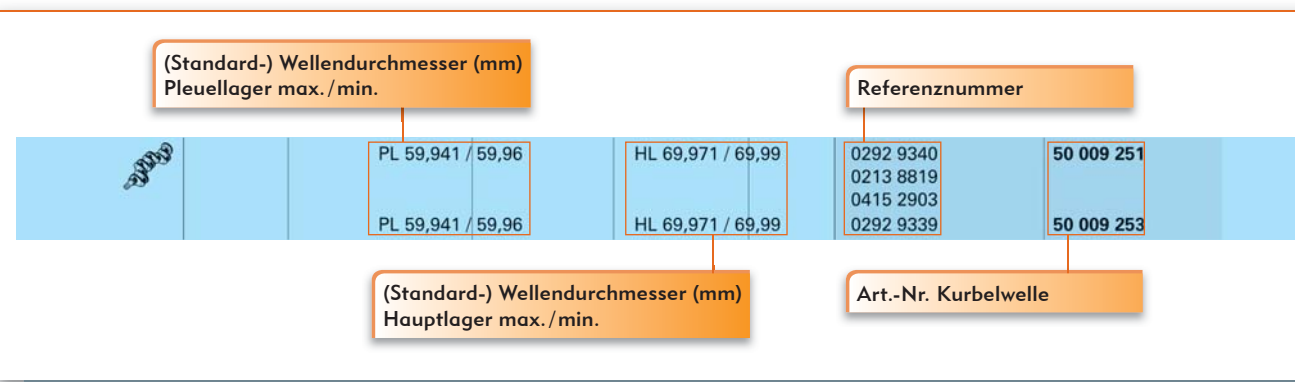 (Standard-) Wellendurchmesser (mm)
Pleuellager max./min.
Referenznummer
PL 59,941 / 59,96 HL 69,971 / 69,99 0292 9340 50 009 251
0213 8819
0415 2903
PL 59,941 / 59,96 HL 69,971 / 69,99 0292 9339 50 009 253
(Standard-) Wellendurchmesser (mm)
Hauptlager max./min.
Art.-Nr. Kurbelwelle